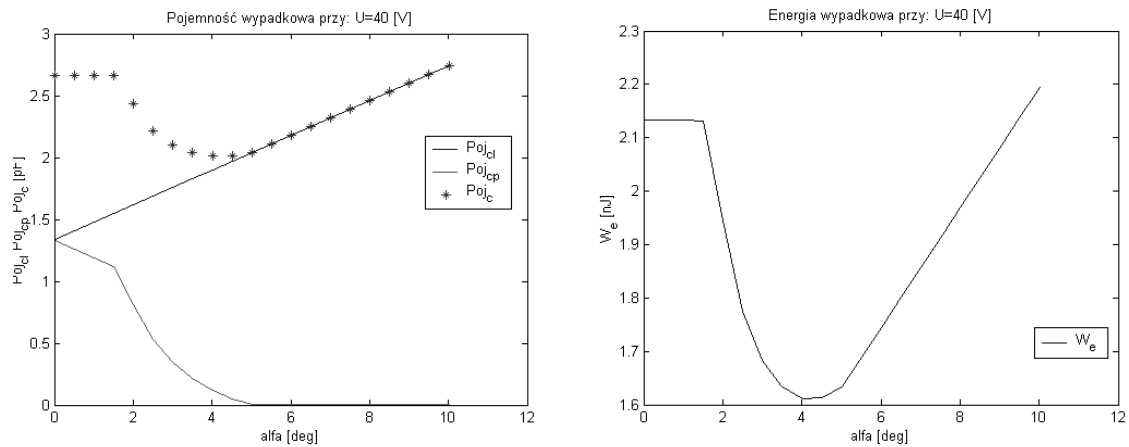 Pojemność wypadkowa przy: U=40 [V]
3
2.5
2
1.5
1
0.5
0
0 2 4 6 8 10 12
alfa [deg]
Poj_cl Poj_cp Poj_c [pF]
Poj_cl
Poj_cp
Poj_c
Energia wypadkowa przy: U=40 [V]
2.3
2.2
2.1
2
1.9
1.8
1.7
1.6
0 2 4 6 8 10 12
alfa [deg]
W_e [nJ]
W_e